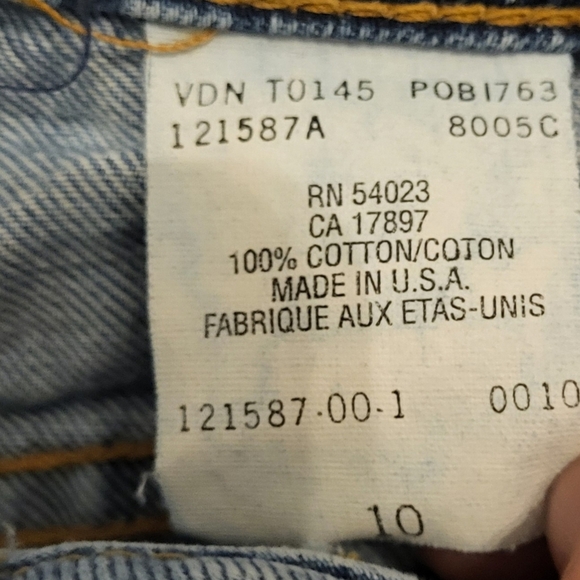 VDN T0145 POB1763
121587A 8005C
RN 54023
CA 17897
100% COTTON/COTON
MADE IN U.S.A.
FABRIQUE AUX ETAS-UNIS
121587-00-1 0010
10